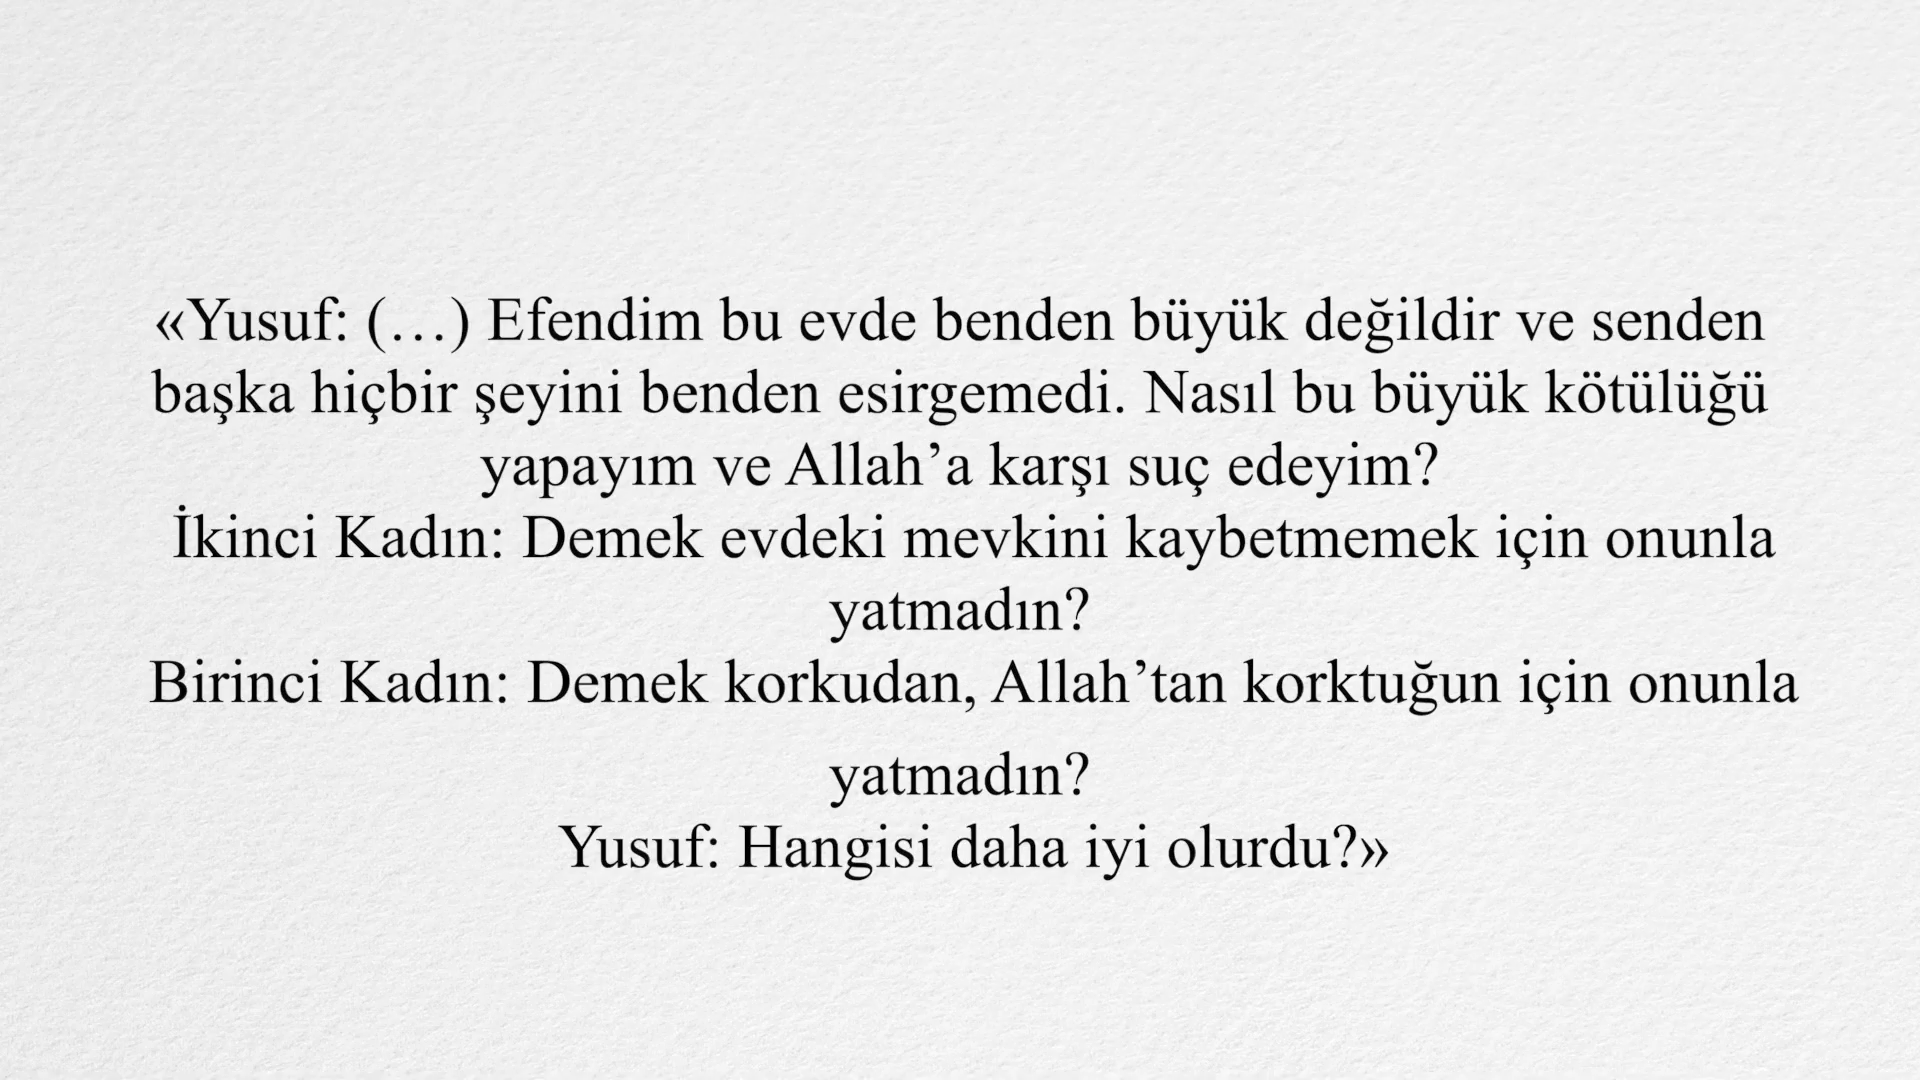 «Yusuf: (…) Efendim bu evde benden büyük değildir ve senden
başka hiçbir şeyini benden esirgemedi. Nasıl bu büyük kötülüğü
yapayım ve Allah’a karşı suç edeyim?
İkinci Kadın: Demek evdeki mevkini kaybetmemek için onunla
yatmadın?
Birinci Kadın: Demek korkudan, Allah’tan korktuğun için onunla
yatmadın?
Yusuf: Hangisi daha iyi olurdu?»